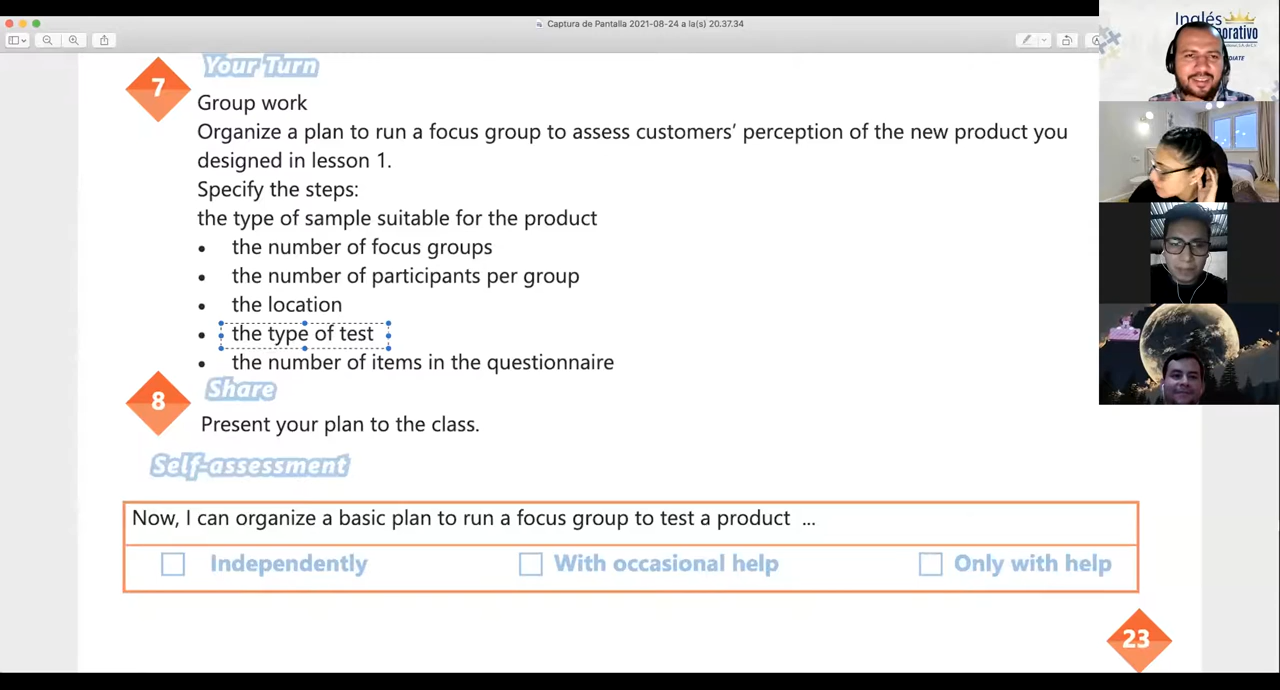 Captura de Pantalla 2021-08-24 a la(s) 20.37.34
Inglés
orativo
DIATE
7
Your Turn
Group work
Organize a plan to run a focus group to assess customers’ perception of the new product you
designed in lesson 1.
Specify the steps:
the type of sample suitable for the product
• the number of focus groups
• the number of participants per group
• the location
• the type of test
• the number of items in the questionnaire
8
Share
Present your plan to the class.
Self-assessment
Now, I can organize a basic plan to run a focus group to test a product ...
Independently
With occasional help
Only with help
23